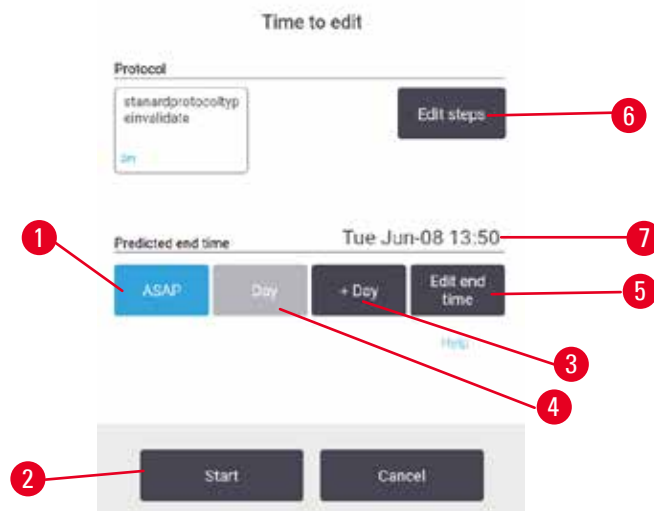 Time to edit
Protocol
stanardprotocoltyp
einvalidate
Edit steps
6
1
Predicted end time
Tue Jun-08 13:50
7
ASAP
Day
+ Day
Edit end
time
5
Help
3
4
2
Start
Cancel